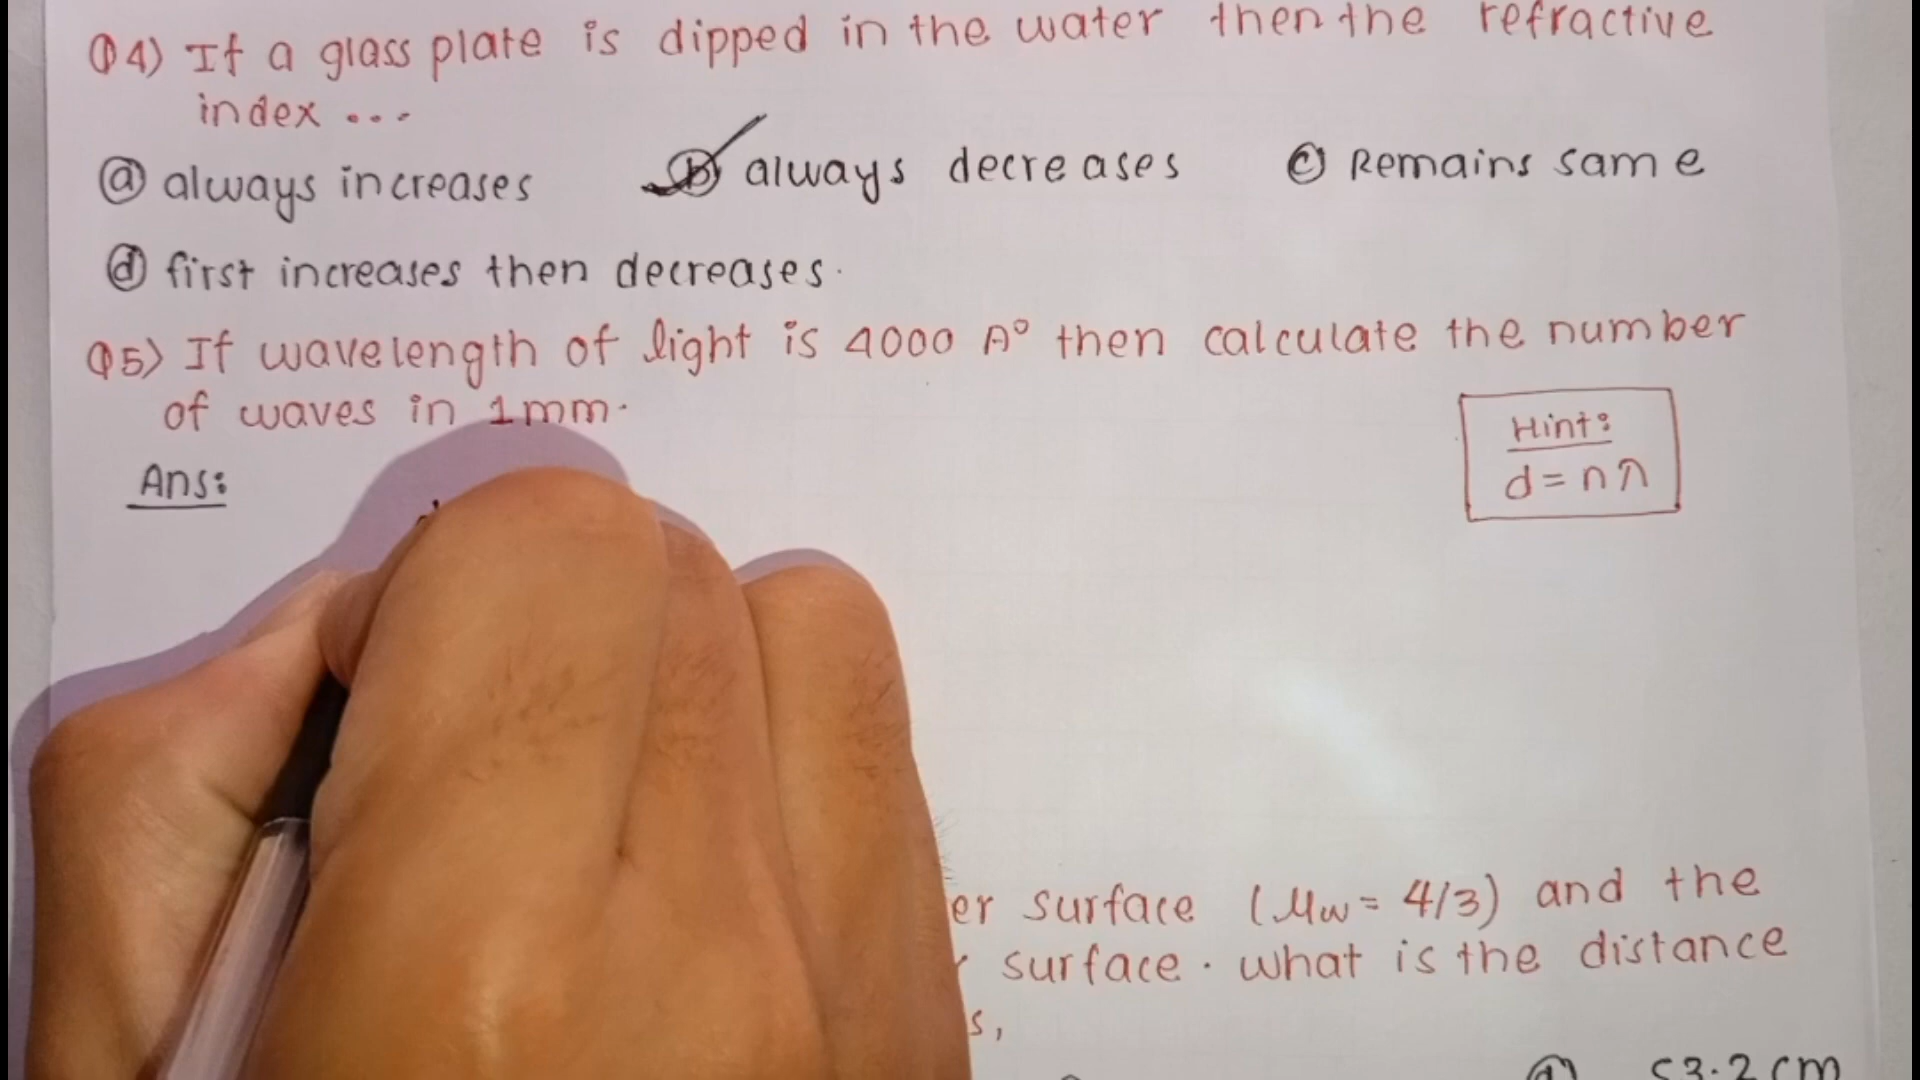 Q4) If a glass plate is dipped in the water then the refractive
index ...
ⓐ always increases ⓑ always decreases ⓒ Remains same
ⓓ first increases then decreases.
Q5) If wavelength of light is 4000 A° then calculate the number
of waves in 1mm.
Hint:
d = nλ
Ans:
er surface (μw = 4/3) and the
surface. what is the distance
s,
ⓓ 53.2 cm